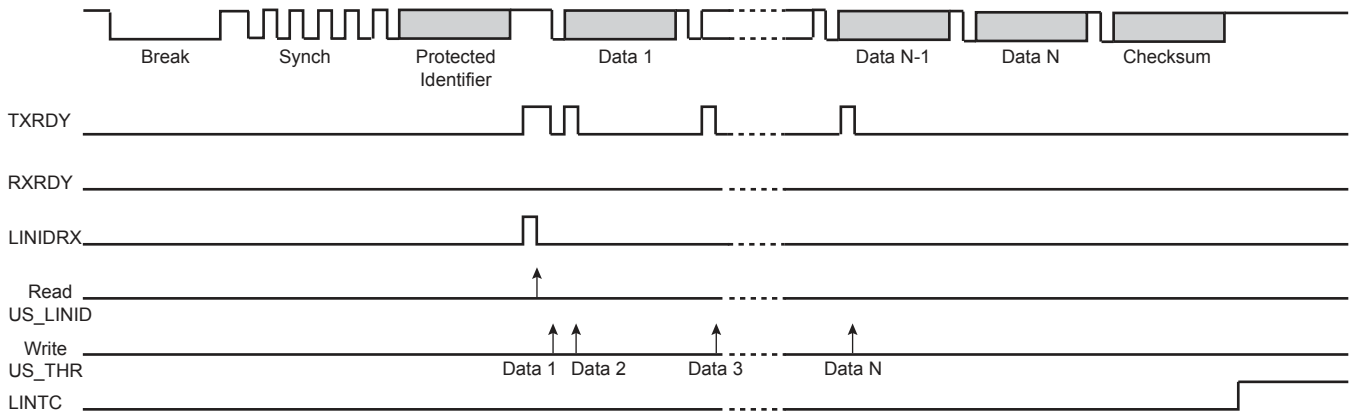 Break Synch Protected Data 1 Data N-1 Data N Checksum
Identifier
TXRDY
RXRDY
LINIDRX
Read
US_LINID
Write
US_THR Data 1 Data 2 Data 3 Data N
LINTC